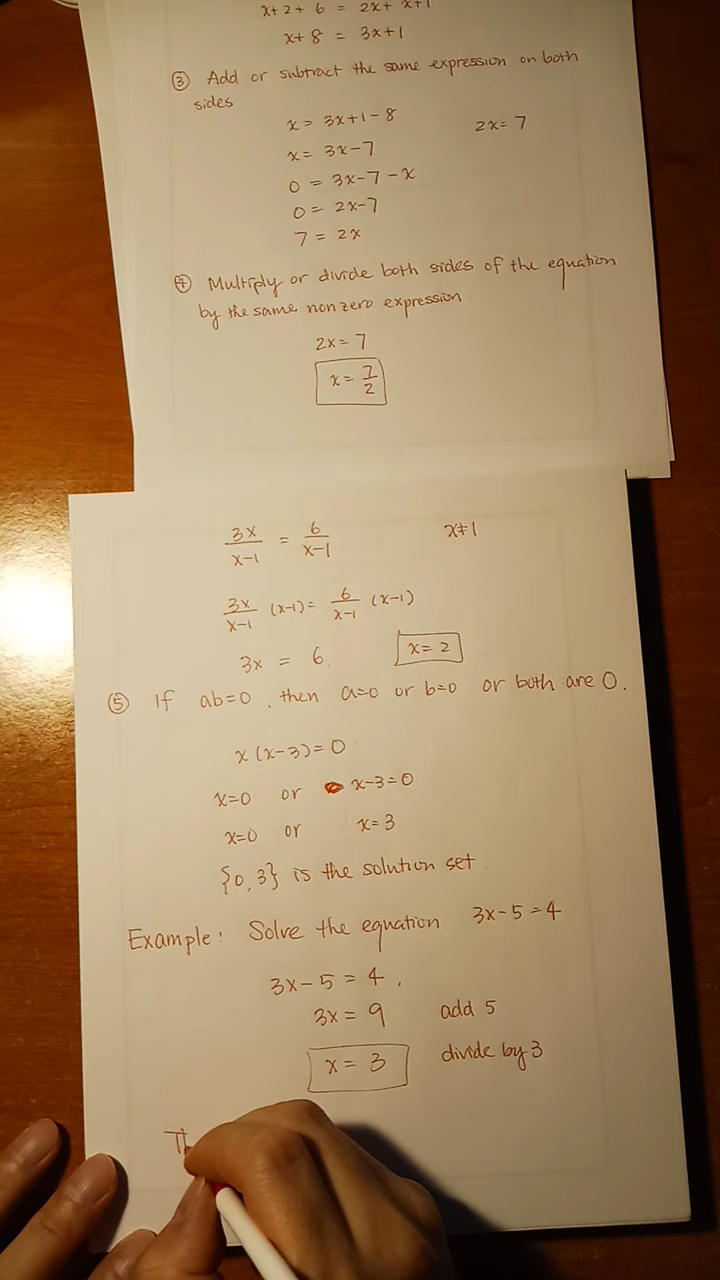 x + 2 + 6 = 2x + x + 1
x + 8 = 3x + 1
③ Add or subtract the same expression on both
sides
x = 3x + 1 - 8 2x = 7
x = 3x - 7
0 = 3x - 7 - x
0 = 2x - 7
7 = 2x
④ Multiply or divide both sides of the equation
by the same nonzero expression.
2x = 7
x = 7/2
3x/(x-1) = 6/(x-1) x≠1
3x/(x-1) (x-1) = 6/(x-1) (x-1)
3x = 6. x = 2
⑤ If ab=0, then a=0 or b=0 or both are 0.
x(x-3)=0
x=0 or x-3=0
x=0 or x=3
{0,3} is the solution set
Example: Solve the equation 3x-5=4
3x-5=4.
3x = 9 add 5
x = 3 divide by 3
Th